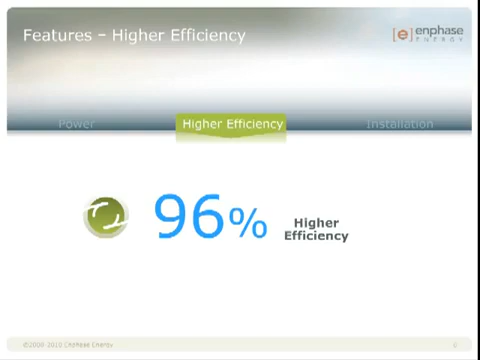 Features – Higher Efficiency
[e] enphase
ENERGY
Power
Higher Efficiency
Installation
96%
Higher
Efficiency
©2008-2010 Enphase Energy